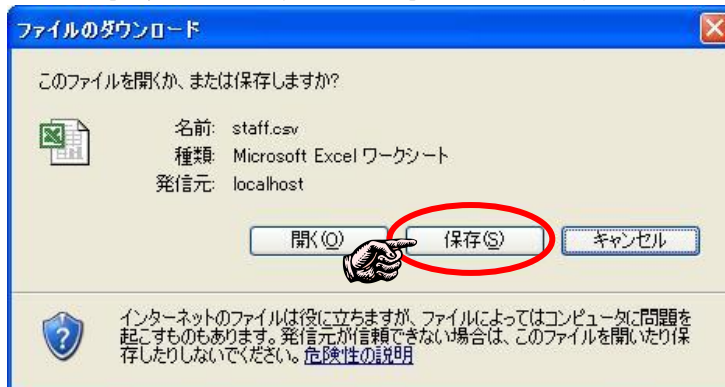 ファイルのダウンロード
このファイルを開くか、または保存しますか?
名前: staff.csv
種類: Microsoft Excel ワークシート
発信元: localhost
開く(O) 保存(S) キャンセル
インターネットのファイルは役に立ちますが、ファイルによってはコンピュータに問題を
起こすものもあります。発信元が信頼できない場合は、このファイルを開いたり保
存したりしないでください。危険性の説明